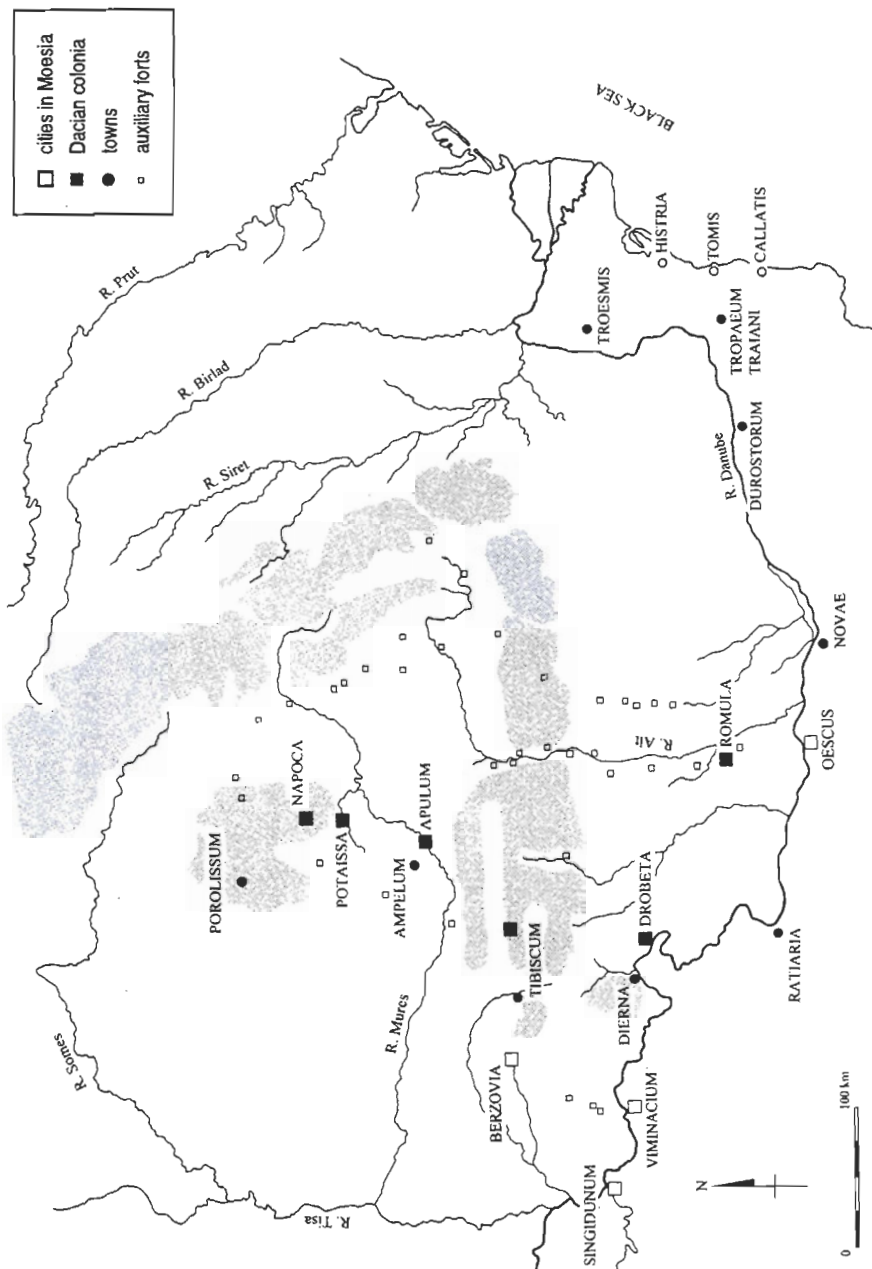 cities in Moesia
Dacian colonia
towns
auxiliary forts
BLACK SEA
R. Prut
R. Birlad
R. Siret
R. Somes
R. Tisa
R. Mures
R. Alt
R. Danube
POROLISSUM
NAPOCA
POTAISSA
AMPELUM
APULUM
TIBISCUM
BERZOVIA
DIERNA
DROBETA
VIMINACIUM
SINGIDUNUM
RATIARIA
ROMULA
OESCUS
NOVAE
DUROSTORUM
TROPAEUM
TRAIANI
TROESMIS
HISTRIA
TOMIS
CALLATIS
N
0
100 km